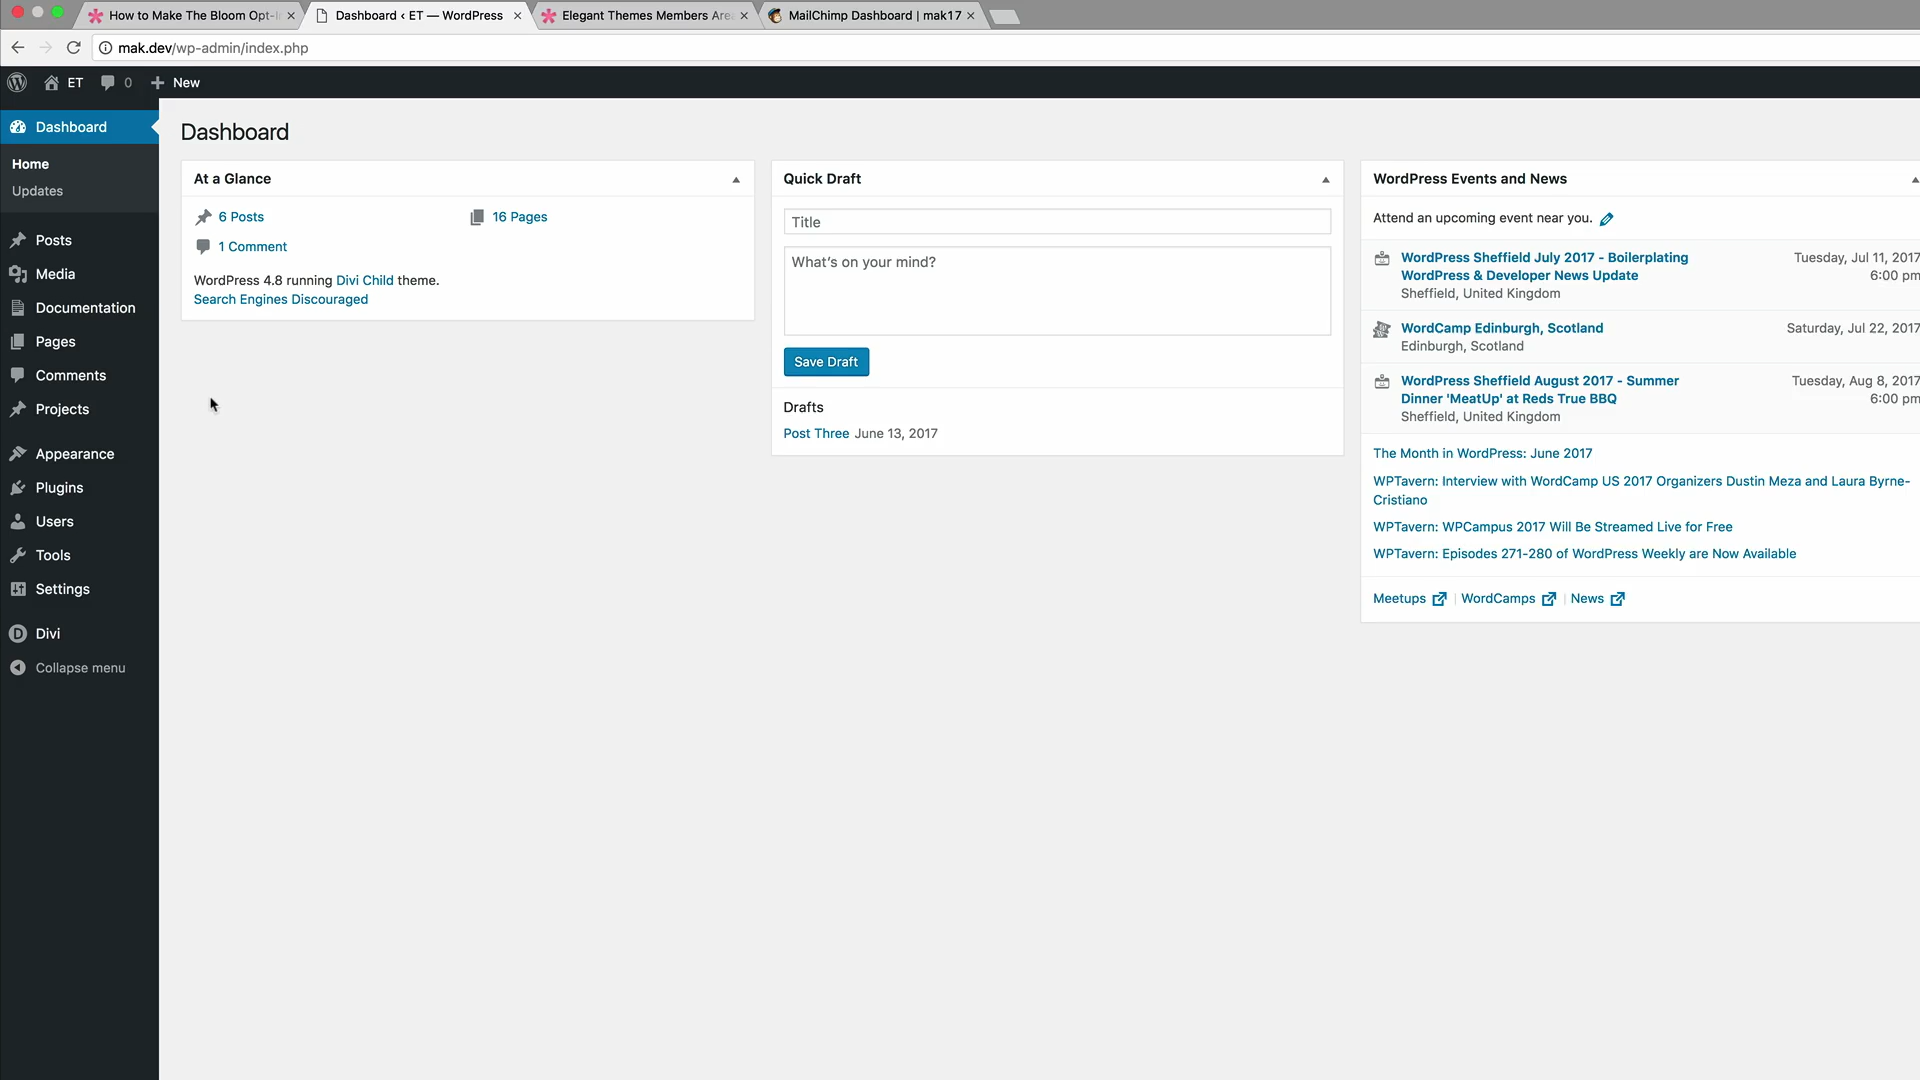 How to Make The Bloom Opt-I
Dashboard ‹ ET — WordPress
Elegant Themes Members Area
MailChimp Dashboard | mak17
mak.dev/wp-admin/index.php
ET
0
New
Dashboard
Home
Updates
Posts
Media
Documentation
Pages
Comments
Projects
Appearance
Plugins
Users
Tools
Settings
Divi
Collapse menu
Dashboard
At a Glance
6 Posts
16 Pages
1 Comment
WordPress 4.8 running Divi Child theme.
Search Engines Discouraged
Quick Draft
Title
What's on your mind?
Save Draft
Drafts
Post Three June 13, 2017
WordPress Events and News
Attend an upcoming event near you.
WordPress Sheffield July 2017 - Boilerplating
WordPress & Developer News Update
Sheffield, United Kingdom
Tuesday, Jul 11, 2017
6:00 pm
WordCamp Edinburgh, Scotland
Edinburgh, Scotland
Saturday, Jul 22, 2017
WordPress Sheffield August 2017 - Summer
Dinner 'MeatUp' at Reds True BBQ
Sheffield, United Kingdom
Tuesday, Aug 8, 2017
6:00 pm
The Month in WordPress: June 2017
WPTavern: Interview with WordCamp US 2017 Organizers Dustin Meza and Laura Byrne-
Cristiano
WPTavern: WPCampus 2017 Will Be Streamed Live for Free
WPTavern: Episodes 271-280 of WordPress Weekly are Now Available
Meetups
WordCamps
News